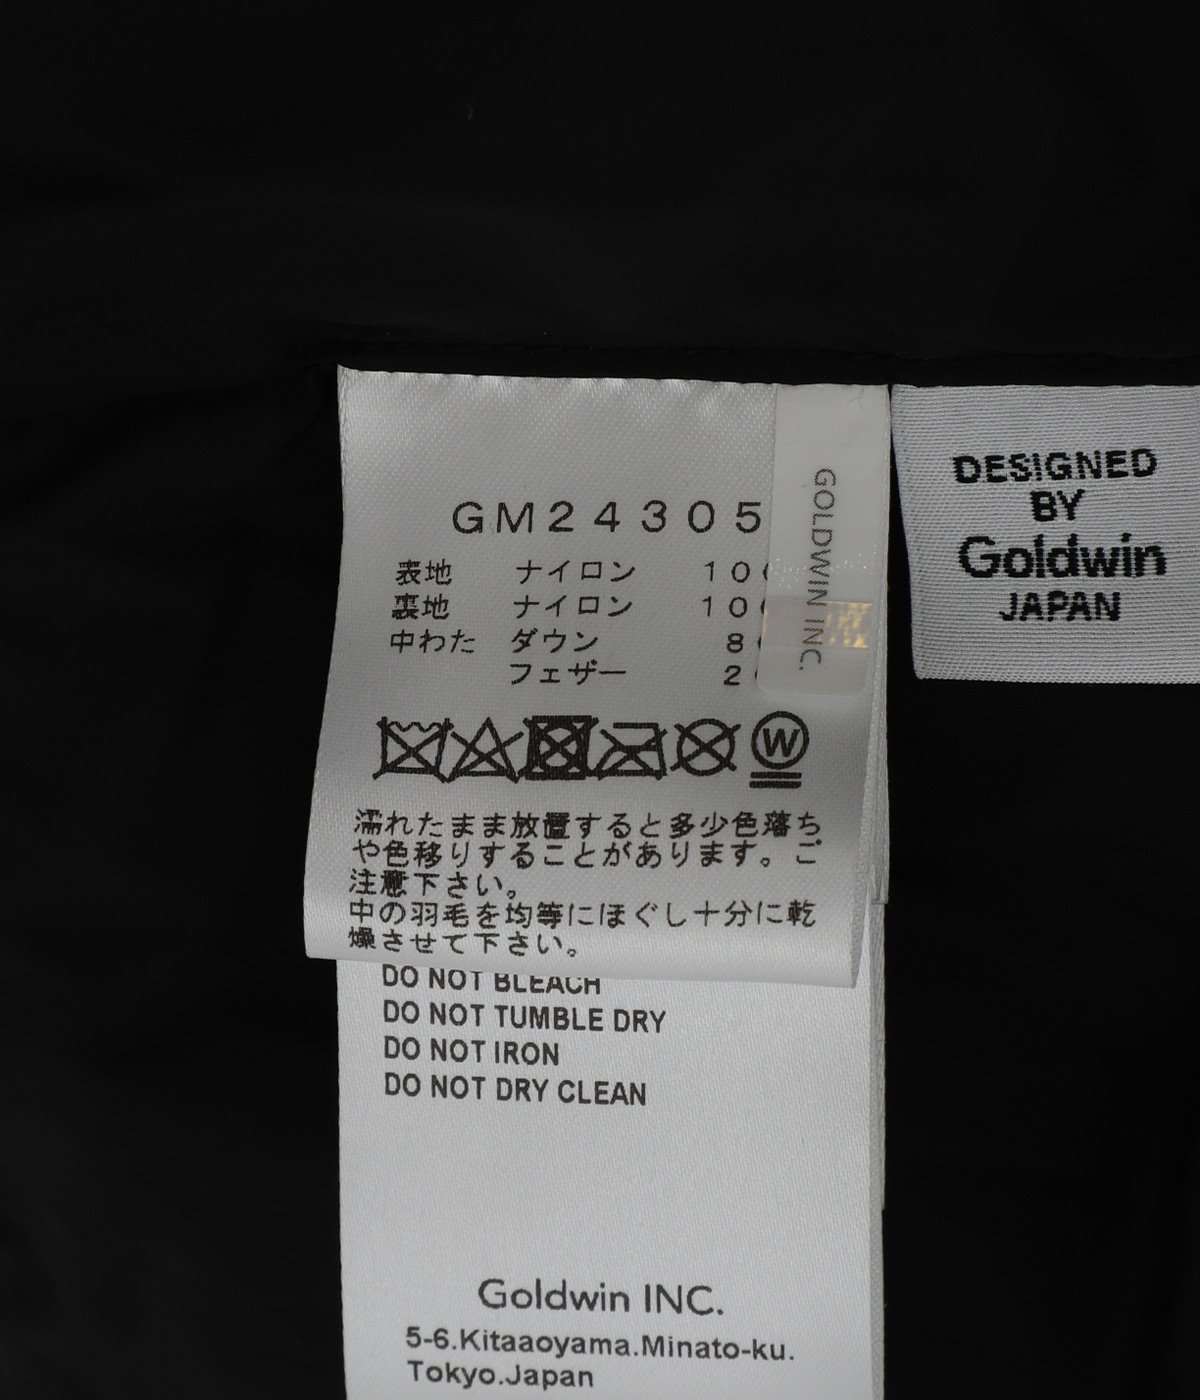 GM24305
表地 ナイロン 10
裏地 ナイロン 10
中わた ダウン 8
フェザー 2
W
濡れたまま放置すると多少色落ち
や色移りすることがあります。ご
注意下さい。
中の羽毛を均等にほぐし十分に乾
燥させて下さい。
DO NOT BLEACH
DO NOT TUMBLE DRY
DO NOT IRON
DO NOT DRY CLEAN
Goldwin INC.
5-6.Kitaaoyama.Minato-ku.
Tokyo.Japan
GOLDWIN INC.
DESIGNED
BY
Goldwin
JAPAN